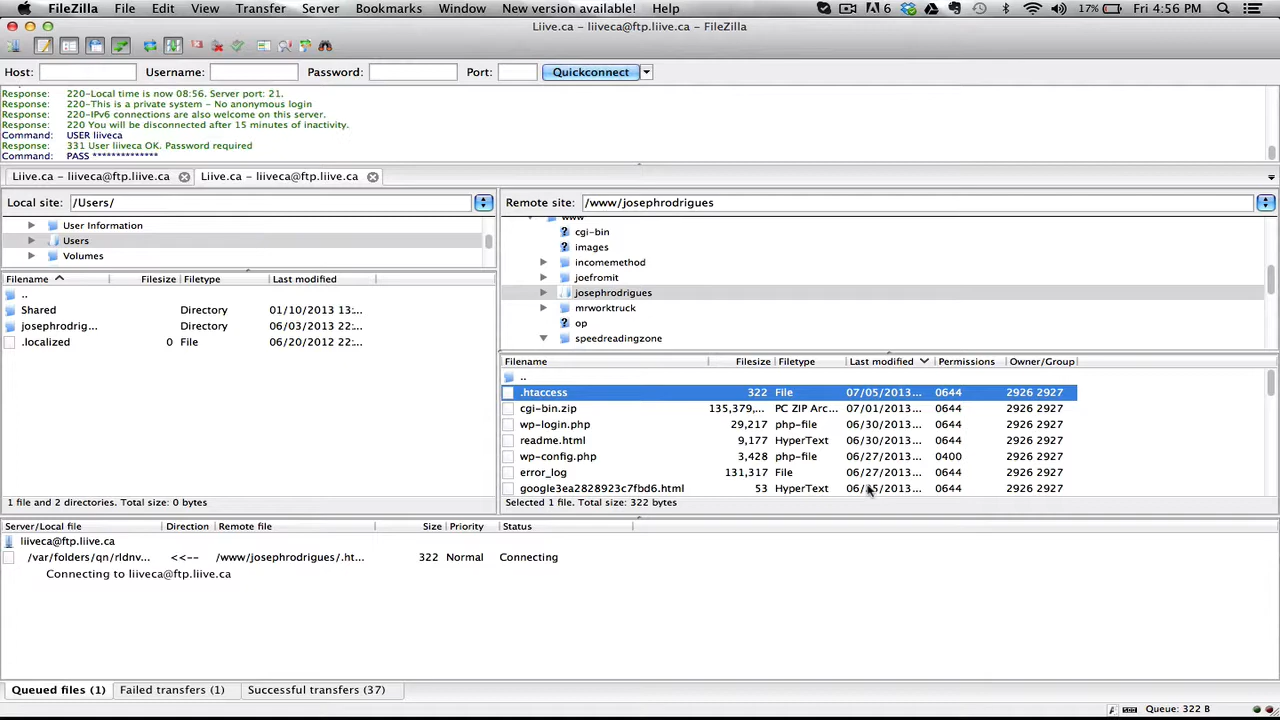 FileZilla File Edit View Transfer Server Bookmarks Window New version available! Help 6 17% Fri 4:56 PM
Liive.ca - liiveca@ftp.liive.ca - FileZilla
Host: Username: Password: Port: Quickconnect
Response: 220-Local time is now 08:56. Server port: 21.
Response: 220-This is a private system - No anonymous login
Response: 220-IPv6 connections are also welcome on this server.
Response: 220 You will be disconnected after 15 minutes of inactivity.
Command: USER liiveca
Response: 331 User liiveca OK. Password required
Command: PASS **************
Liive.ca - liiveca@ftp.liive.ca Liive.ca - liiveca@ftp.liive.ca
Local site: /Users/
User Information
Users
Volumes
Filename Filesize Filetype Last modified
..
Shared Directory 01/10/2013 13:...
josephrodrig... Directory 06/03/2013 22:...
.localized 0 File 06/20/2012 22:...
1 file and 2 directories. Total size: 0 bytes
Remote site: /www/josephrodrigues
www
cgi-bin
images
incomemethod
joefromit
josephrodrigues
mrworktruck
op
speedreadingzone
Filename Filesize Filetype Last modified Permissions Owner/Group
..
.htaccess 322 File 07/05/2013... 0644 2926 2927
cgi-bin.zip 135,379,... PC ZIP Arc... 07/01/2013... 0644 2926 2927
wp-login.php 29,217 php-file 06/30/2013... 0644 2926 2927
readme.html 9,177 HyperText 06/30/2013... 0644 2926 2927
wp-config.php 3,428 php-file 06/27/2013... 0400 2926 2927
error_log 131,317 File 06/27/2013... 0644 2926 2927
google3ea2828923c7fbd6.html 53 HyperText 06/25/2013... 0644 2926 2927
Selected 1 file. Total size: 322 bytes
Server/Local file Direction Remote file Size Priority Status
liiveca@ftp.liive.ca
/var/folders/qn/rldnv... <<-- /www/josephrodrigues/.ht... 322 Normal Connecting
Connecting to liiveca@ftp.liive.ca
Queued files (1) Failed transfers (1) Successful transfers (37)
Queue: 322 B